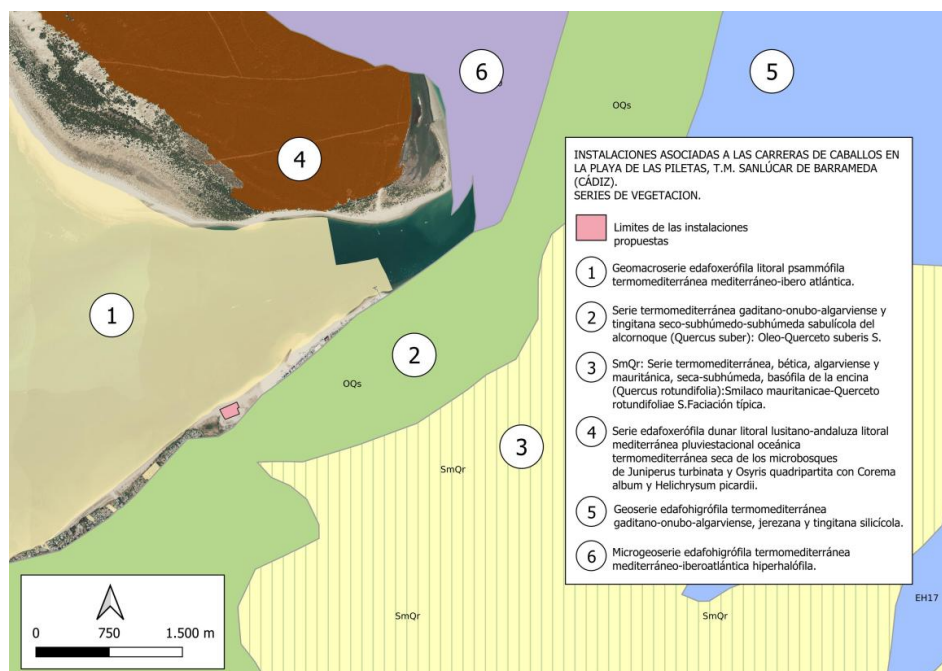 6
5
OQs
4
INSTALACIONES ASOCIADAS A LAS CARRERAS DE CABALLOS EN
LA PLAYA DE LAS PILETAS, T.M. SANLÚCAR DE BARRAMEDA
(CÁDIZ).
SERIES DE VEGETACION.
Limites de las instalaciones
propuestas
1
Geomacroserie edafoxerófila litoral psammófila
termomediterránea mediterráneo-ibero atlántica.
2
Serie termomediterránea gaditano-onubo-algarviense y
tingitana seco-subhúmedo-subhúmeda sabulícola del
alcornoque (Quercus suber): Oleo-Querceto suberis S.
3
SmQr: Serie termomediterránea, bética, algarviense y
mauritánica, seca-subhúmeda, basófila de la encina
(Quercus rotundifolia):Smilaco mauritanicae-Querceto
rotundifoliae S.Faciación típica.
4
Serie edafoxerófila dunar litoral lusitano-andaluza litoral
mediterránea pluviestacional oceánica
termomediterránea seca de los microbosques
de Juniperus turbinata y Osyris quadripartita con Corema
album y Helichrysum picardii.
5
Geoserie edafohigrófila termomediterránea
gaditano-onubo-algarviense, jerezana y tingitana silicícola.
6
Microgeoserie edafohigrófila termomediterránea
mediterráneo-iberoatlántica hiperhalófila.
1
2
OQs
3
SmQr
SmQr
SmQr
EH17
0 750 1.500 m